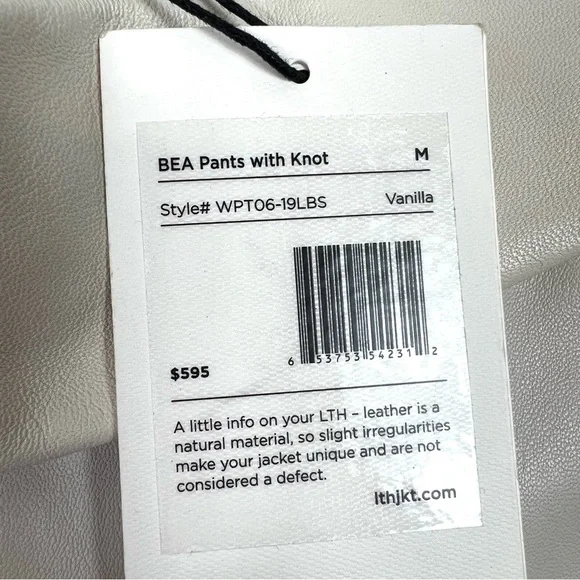 BEA Pants with Knot M
Style# WPT06-19LBS Vanilla
6 53753 54231 2
$595
A little info on your LTH – leather is a
natural material, so slight irregularities
make your jacket unique and are not
considered a defect.
lthjkt.com